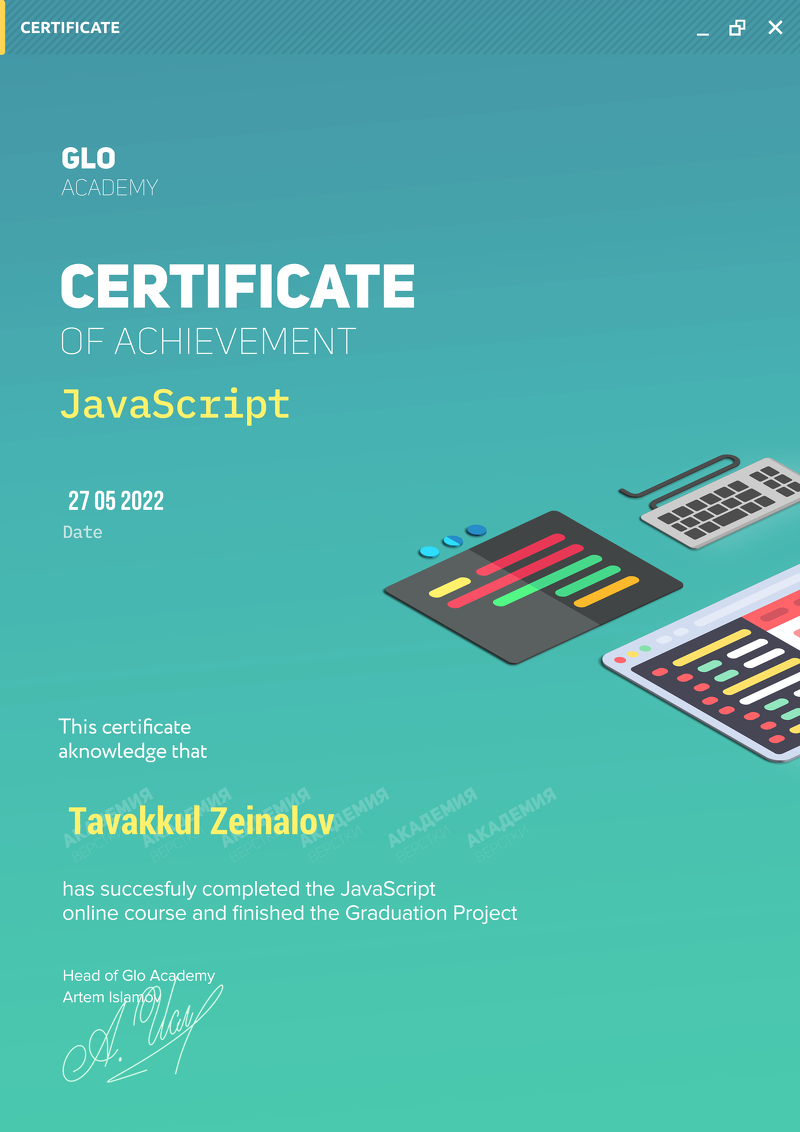 CERTIFICATE
GLO
ACADEMY
CERTIFICATE
OF ACHIEVEMENT
JavaScript
27 05 2022
Date
This certificate
aknowledge that
АКАДЕМИЯ АКАДЕМИЯ АКАДЕМИЯ АКАДЕМИЯ АКАДЕМИЯ АКАДЕМИЯ
ВЕРСТКИ ВЕРСТКИ ВЕРСТКИ ВЕРСТКИ ВЕРСТКИ ВЕРСТКИ
Tavakkul Zeinalov
has succesfuly completed the JavaScript
online course and finished the Graduation Project
Head of Glo Academy
Artem Islamov